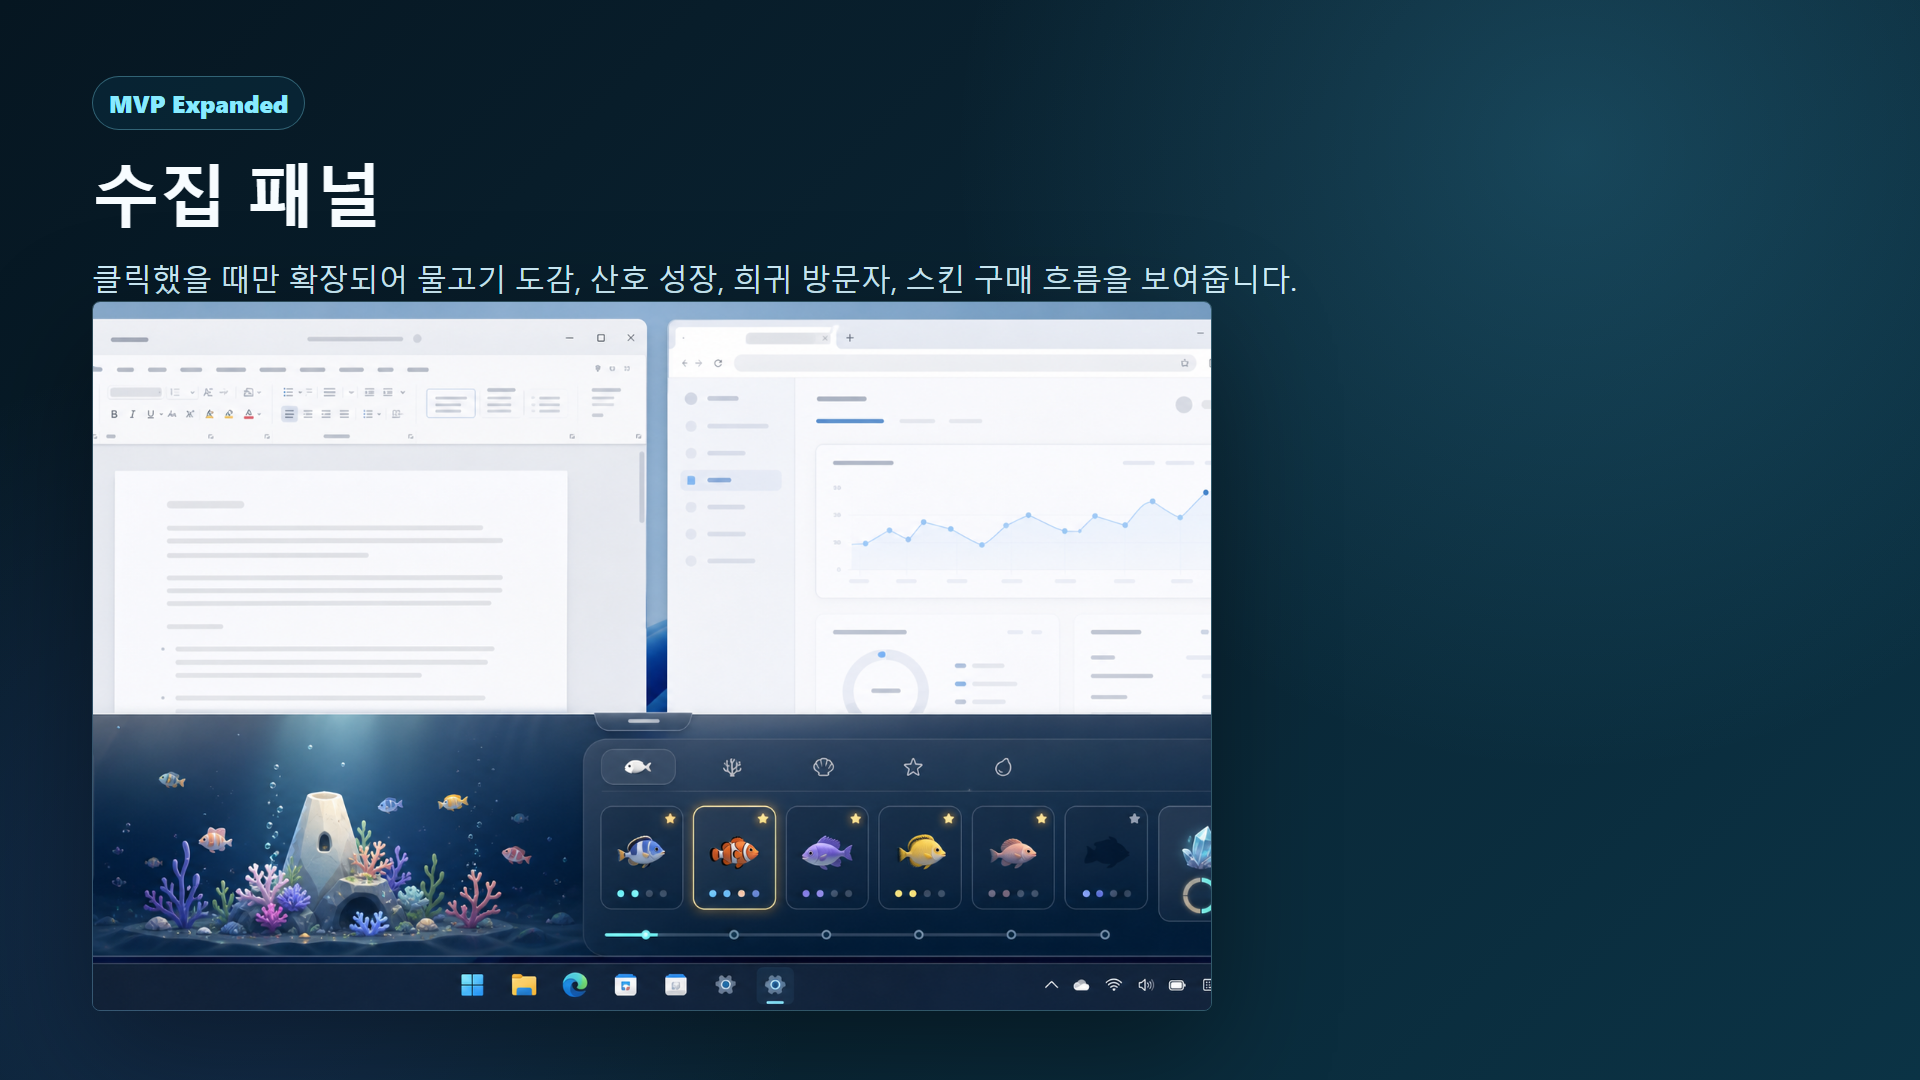 MVP Expanded
수집 패널
클릭했을 때만 확장되어 물고기 도감, 산호 성장, 희귀 방문자, 스킨 구매 흐름을 보여줍니다.
B I U